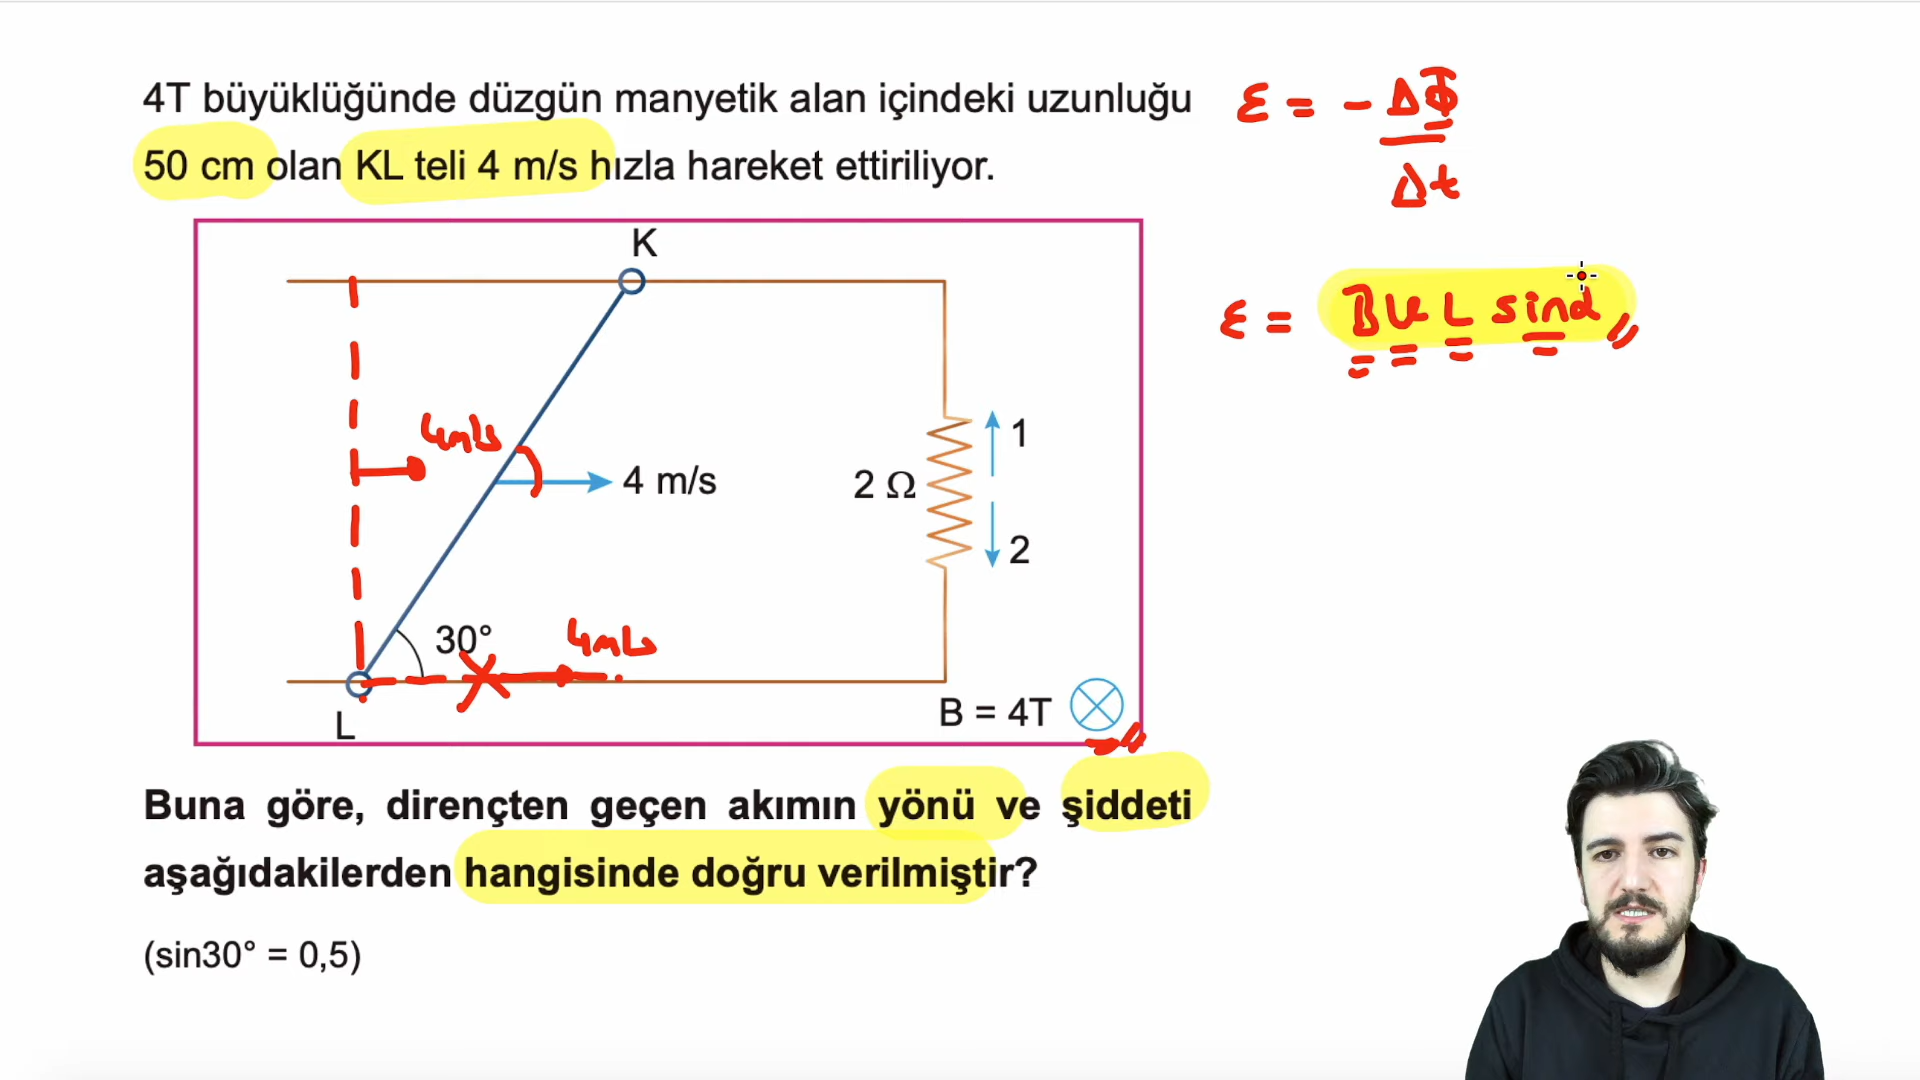 4T büyüklüğünde düzgün manyetik alan içindeki uzunluğu
50 cm olan KL teli 4 m/s hızla hareket ettiriliyor.
ε = - ΔΦ
Δt
ε = B v L sinα
K
4m/s
4 m/s
2 Ω
1
2
30°
4m/s
L
B = 4T
Buna göre, dirençten geçen akımın yönü ve şiddeti
aşağıdakilerden hangisinde doğru verilmiştir?
(sin30° = 0,5)